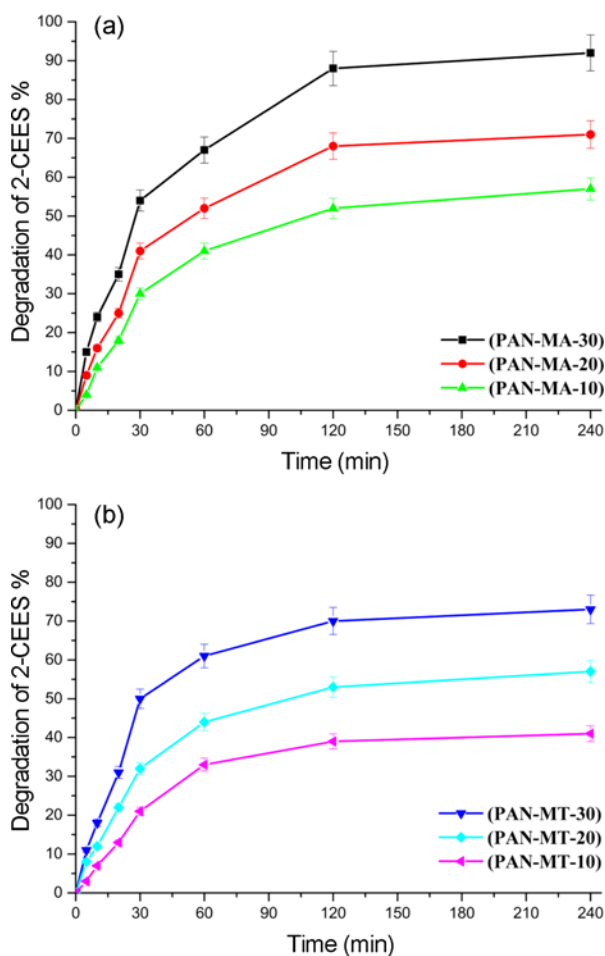 (a)
Degradation of 2-CEES %
100
90
80
70
60
50
40
30
20
10
0
(PAN-MA-30)
(PAN-MA-20)
(PAN-MA-10)
0 30 60 90 120 150 180 210 240
Time (min)
(b)
Degradation of 2-CEES %
100
90
80
70
60
50
40
30
20
10
0
(PAN-MT-30)
(PAN-MT-20)
(PAN-MT-10)
0 30 60 90 120 150 180 210 240
Time (min)